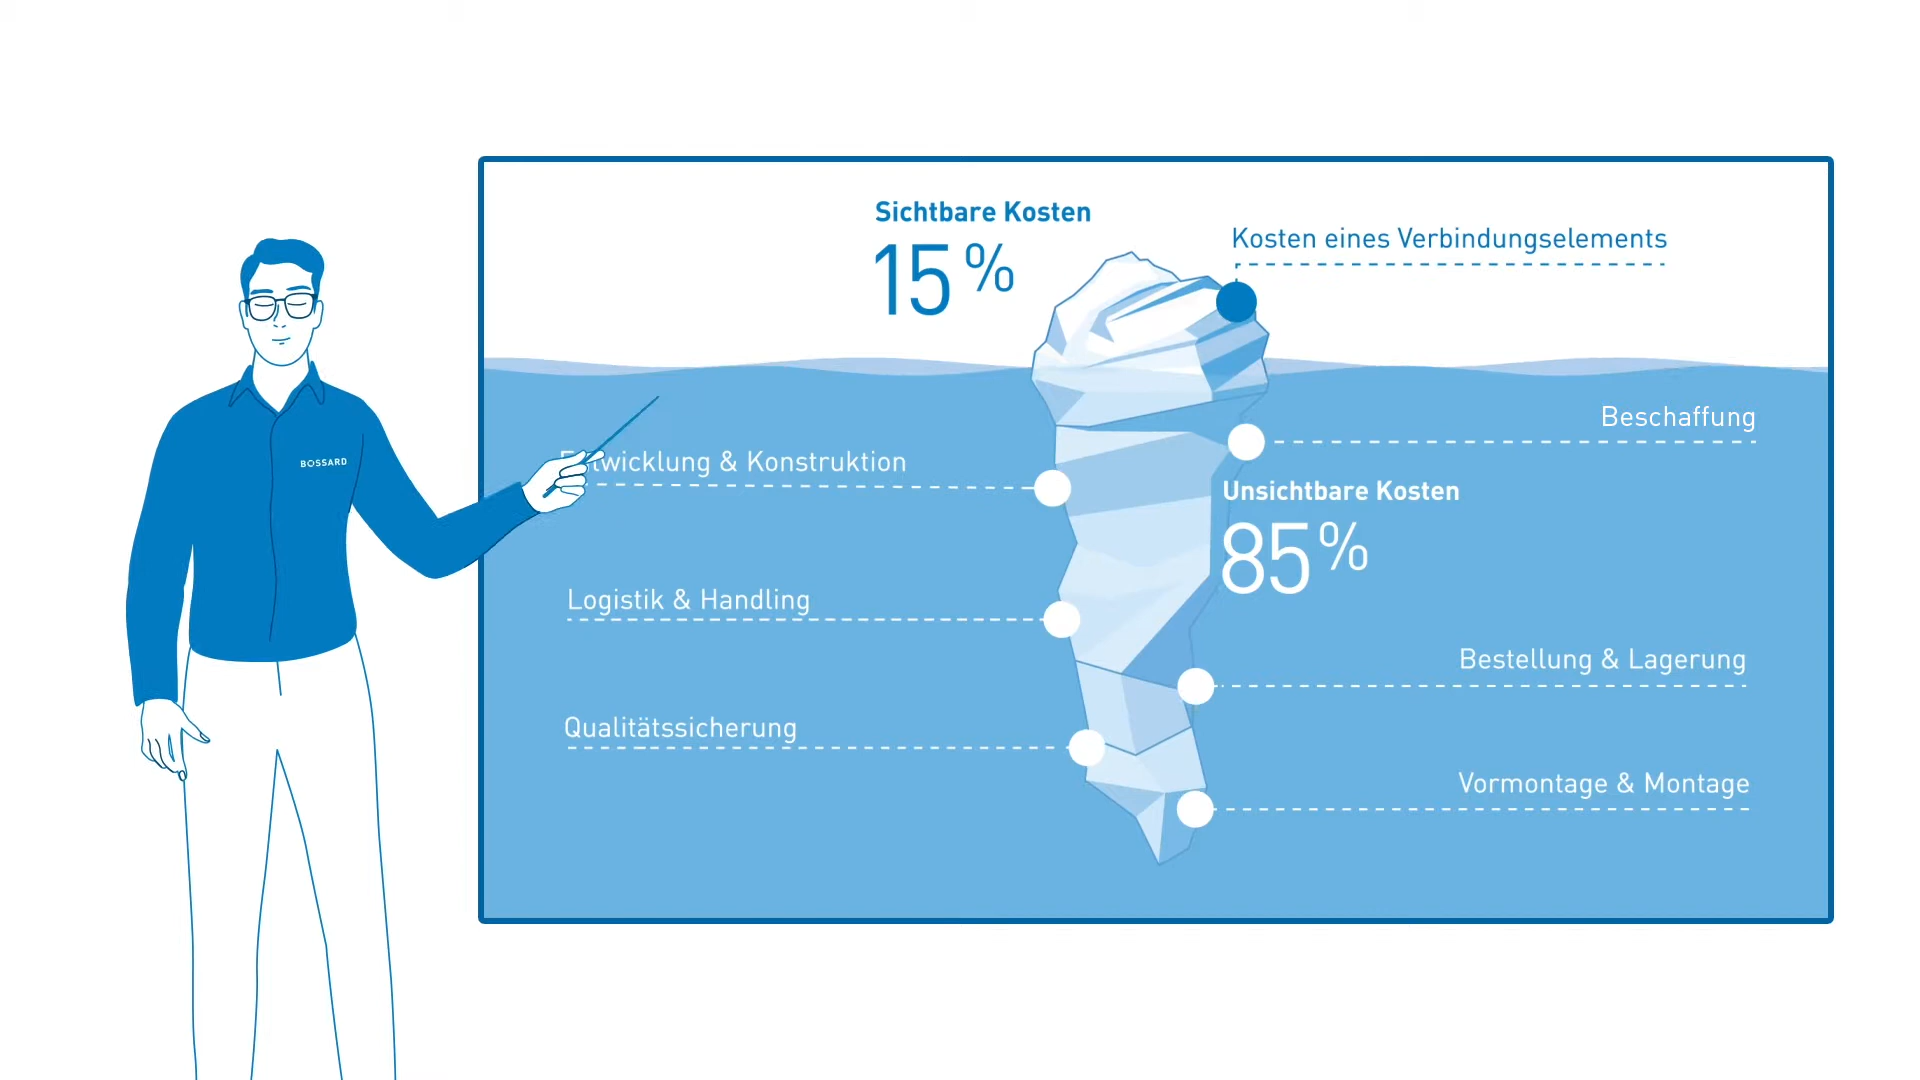 Sichtbare Kosten
15 %
Kosten eines Verbindungselements
Beschaffung
& Konstruktion
Unsichtbare Kosten
85 %
Logistik & Handling
Bestellung & Lagerung
Qualitätssicherung
Vormontage & Montage
BOSSARD